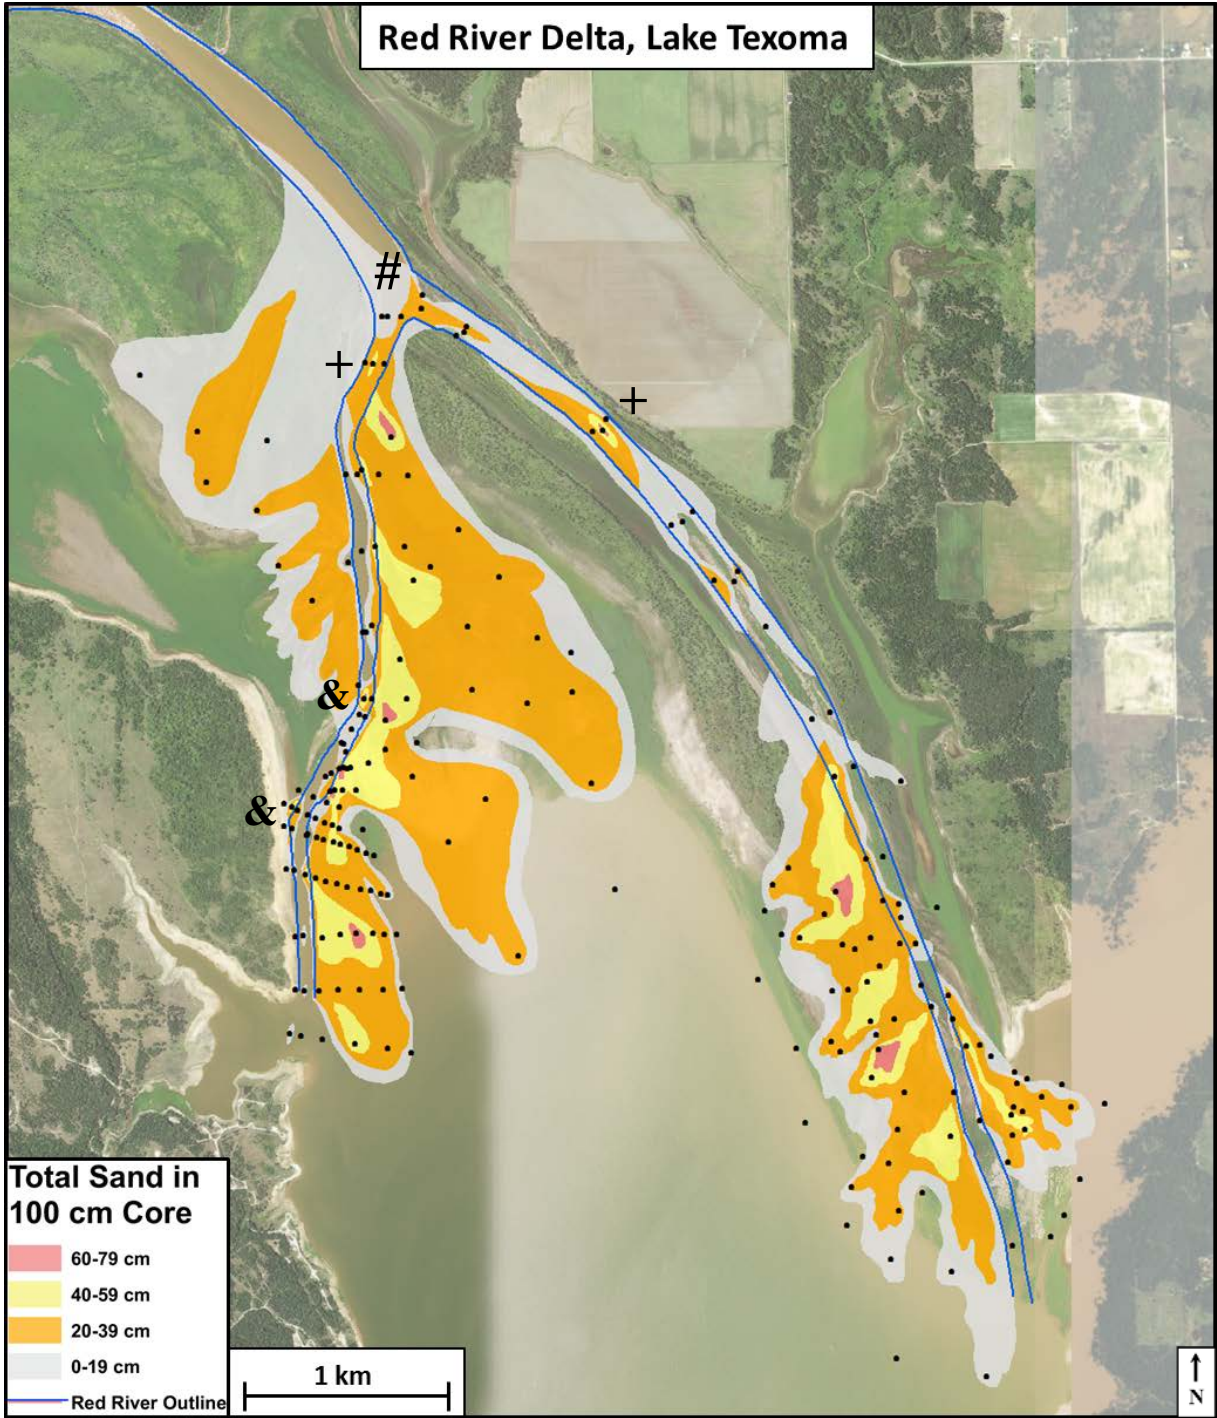 Red River Delta, Lake Texoma
#
+
+
&
&
Total Sand in
100 cm Core
60-79 cm
40-59 cm
20-39 cm
0-19 cm
Red River Outline
1 km
N